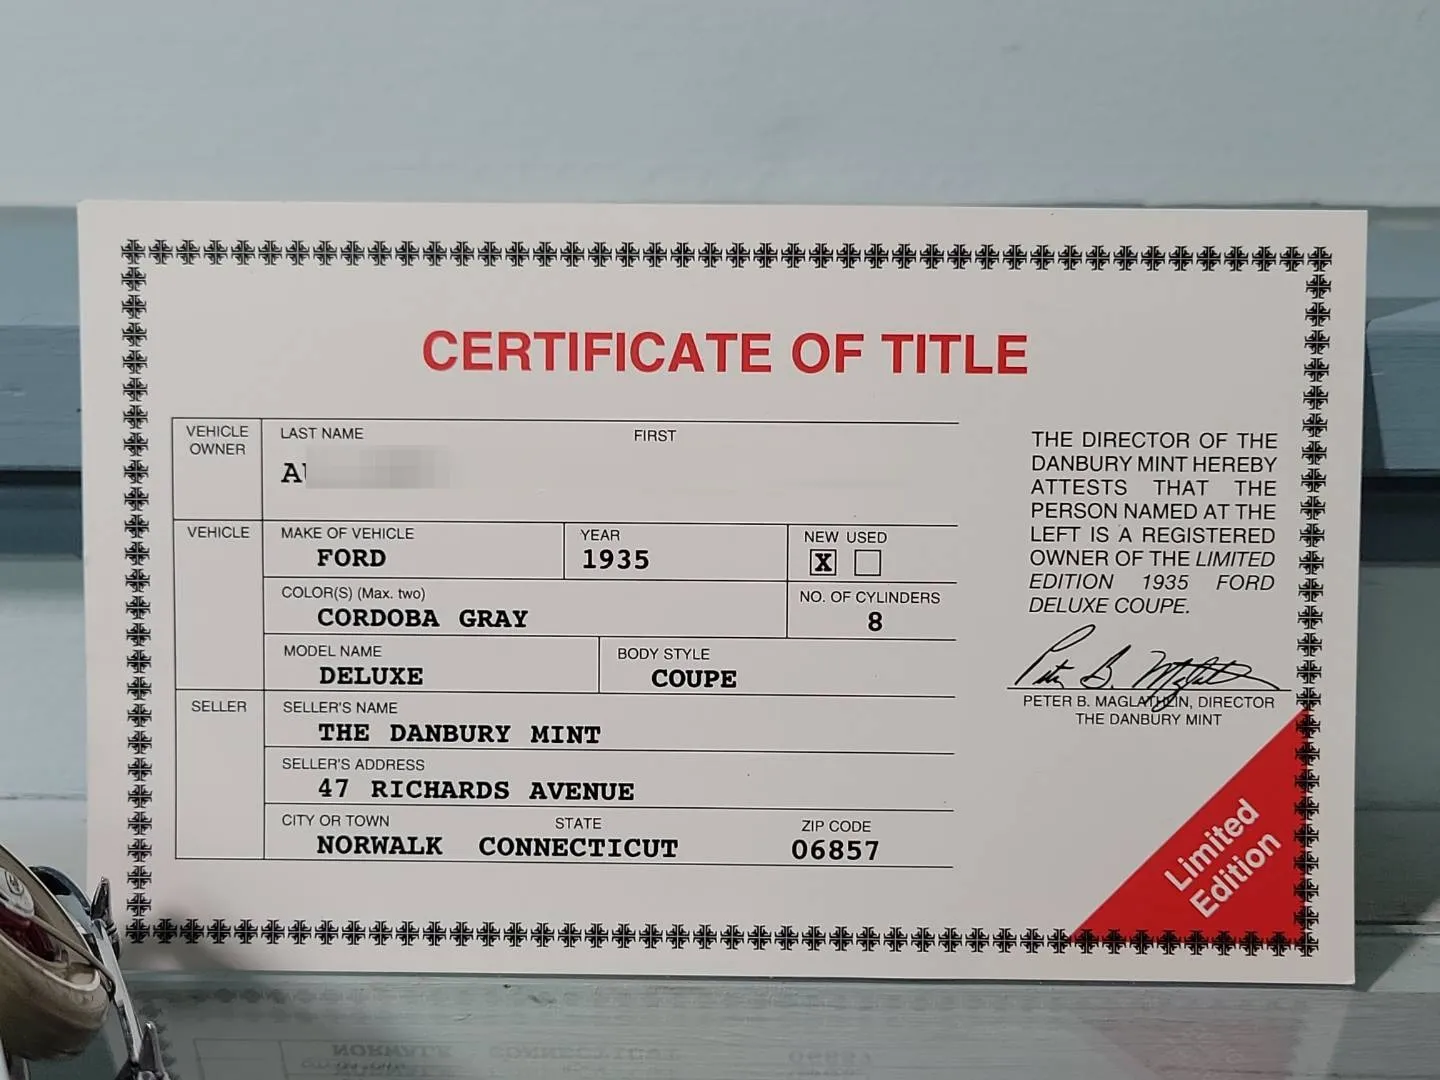 CERTIFICATE OF TITLE
VEHICLE OWNER
LAST NAME FIRST
VEHICLE
MAKE OF VEHICLE
FORD
YEAR
1935
NEW USED
X
COLOR(S) (Max. two)
CORDOBA GRAY
NO. OF CYLINDERS
8
MODEL NAME
DELUXE
BODY STYLE
COUPE
SELLER
SELLER'S NAME
THE DANBURY MINT
SELLER'S ADDRESS
47 RICHARDS AVENUE
CITY OR TOWN STATE ZIP CODE
NORWALK CONNECTICUT 06857
THE DIRECTOR OF THE
DANBURY MINT HEREBY
ATTESTS THAT THE
PERSON NAMED AT THE
LEFT IS A REGISTERED
OWNER OF THE LIMITED
EDITION 1935 FORD
DELUXE COUPE.
Peter B. Maglathlin
PETER B. MAGLATHLIN, DIRECTOR
THE DANBURY MINT
Limited
Edition